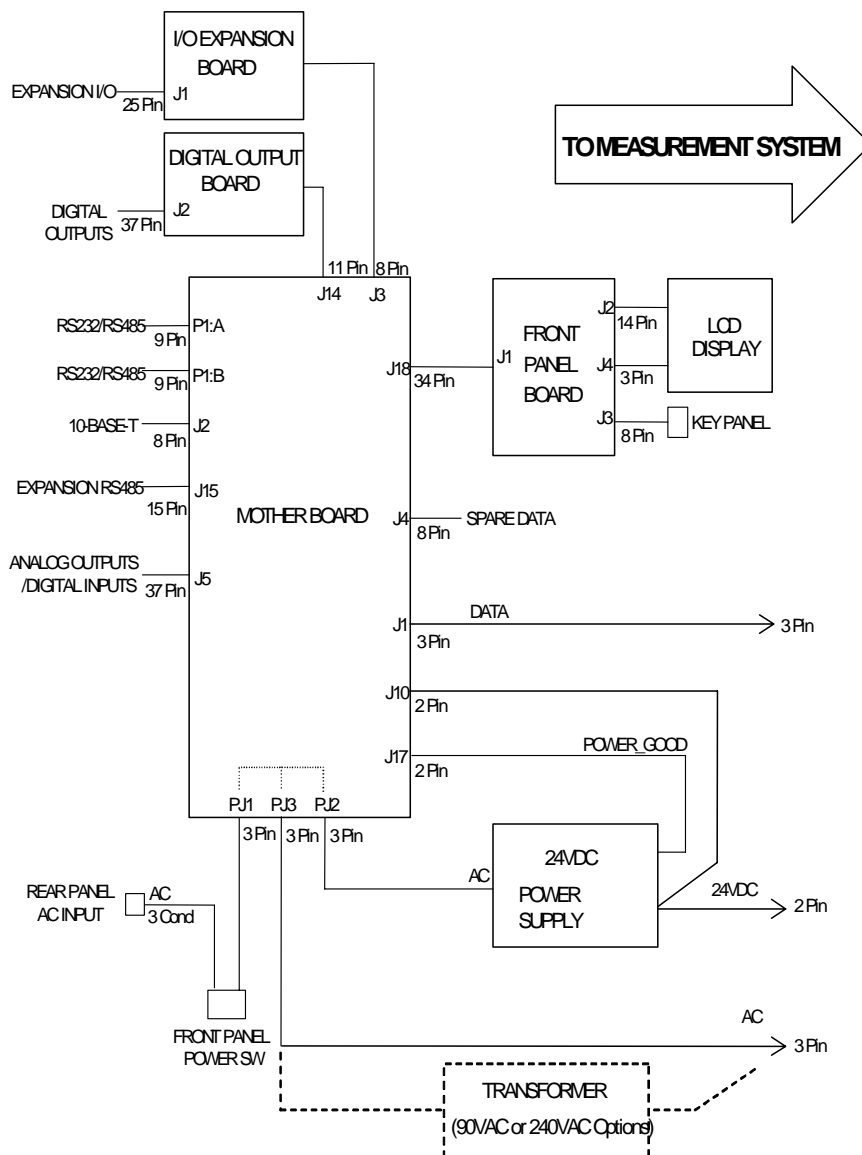 I/O EXPANSION
BOARD
EXPANSION I/O
J1
25 Pin
TO MEASUREMENT SYSTEM
DIGITAL OUTPUT
BOARD
DIGITAL
OUTPUTS
J2
37 Pin
11 Pin
8 Pin
J14
J3
RS232/RS485
P1:A
9 Pin
RS232/RS485
P1:B
9 Pin
10-BASE-T
J2
8 Pin
EXPANSION RS485
J15
15 Pin
ANALOG OUTPUTS
/DIGITAL INPUTS
J5
37 Pin
MOTHER BOARD
J18
34 Pin
J1
FRONT
PANEL
BOARD
J2
14 Pin
J4
3 Pin
J3
8 Pin
LCD
DISPLAY
KEY PANEL
J4
8 Pin
SPARE DATA
J1
3 Pin
DATA
3 Pin
J10
2 Pin
J17
2 Pin
POWER_GOOD
PJ1
PJ3
PJ2
3 Pin
3 Pin
3 Pin
AC
24VDC
POWER
SUPPLY
24VDC
2 Pin
REAR PANEL
AC INPUT
AC
3 Cond
FRONT PANEL
POWER SW
AC
3 Pin
TRANSFORMER
(90VAC or 240VAC Options)